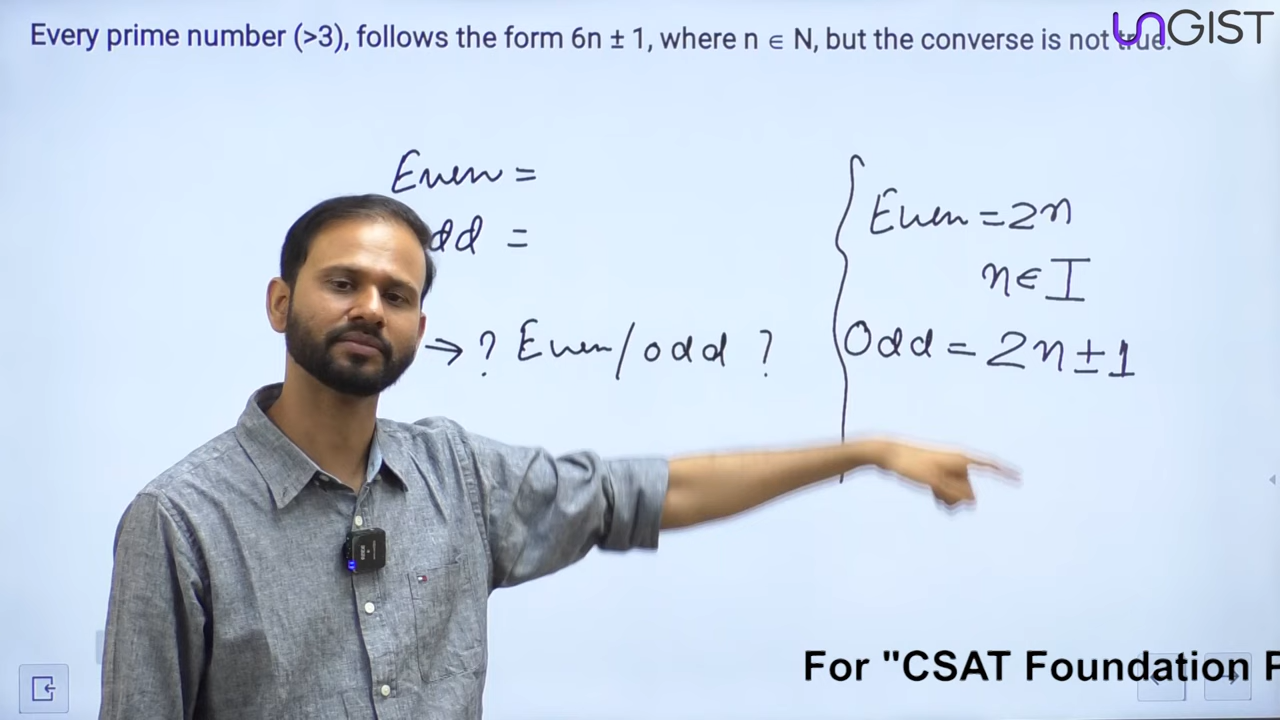 Every prime number (>3), follows the form 6n ± 1, where n ∈ N, but the converse is not true.
UNGIST
Even =
dd =
→ ? Even/odd ?
Even = 2n
n ∈ I
Odd = 2n ± 1
For "CSAT Foundation P